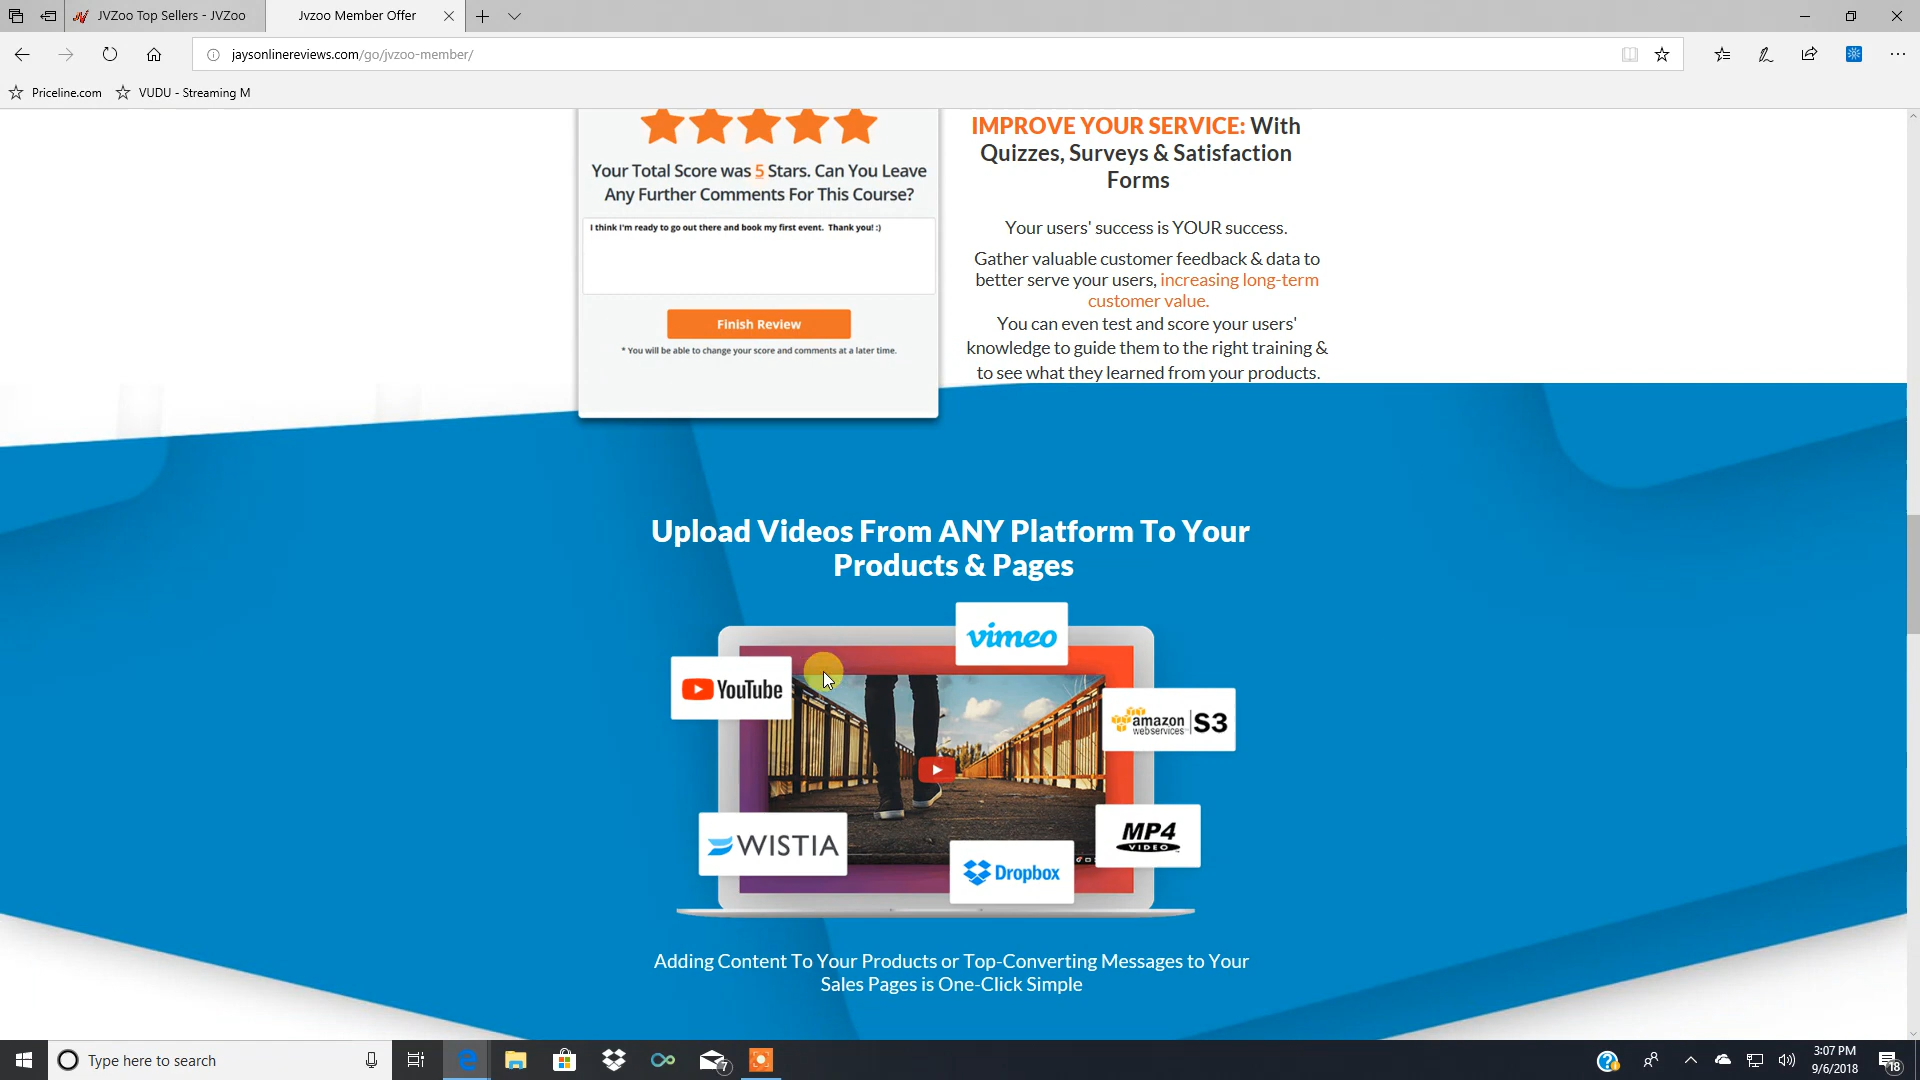 JVZoo Top Sellers - JVZoo
Jvzoo Member Offer
jaysonlinereviews.com/go/jvzoo-member/
Priceline.com
VUDU - Streaming M
Your Total Score was 5 Stars. Can You Leave
Any Further Comments For This Course?
I think I'm ready to go out there and book my first event. Thank you! :)
Finish Review
* You will be able to change your score and comments at a later time.
IMPROVE YOUR SERVICE: With
Quizzes, Surveys & Satisfaction
Forms
Your users' success is YOUR success.
Gather valuable customer feedback & data to
better serve your users, increasing long-term
customer value.
You can even test and score your users'
knowledge to guide them to the right training &
to see what they learned from your products.
Upload Videos From ANY Platform To Your
Products & Pages
vimeo
YouTube
amazon
webservices
S3
MP4
VIDEO
WISTIA
Dropbox
Adding Content To Your Products or Top-Converting Messages to Your
Sales Pages is One-Click Simple
Type here to search
7
3:07 PM
9/6/2018
18